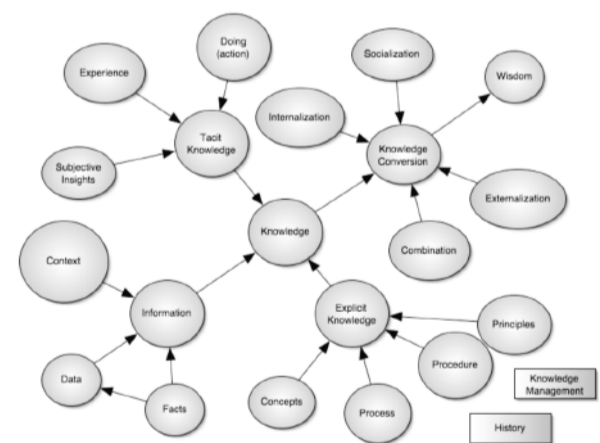 Doing
(action)
Socialization
Experience
Wisdom
Internalization
Tacit
Knowledge
Knowledge
Conversion
Subjective
Insights
Externalization
Knowledge
Combination
Context
Information
Explicit
Knowledge
Principles
Procedure
Data
Knowledge
Management
Concepts
Facts
Process
History